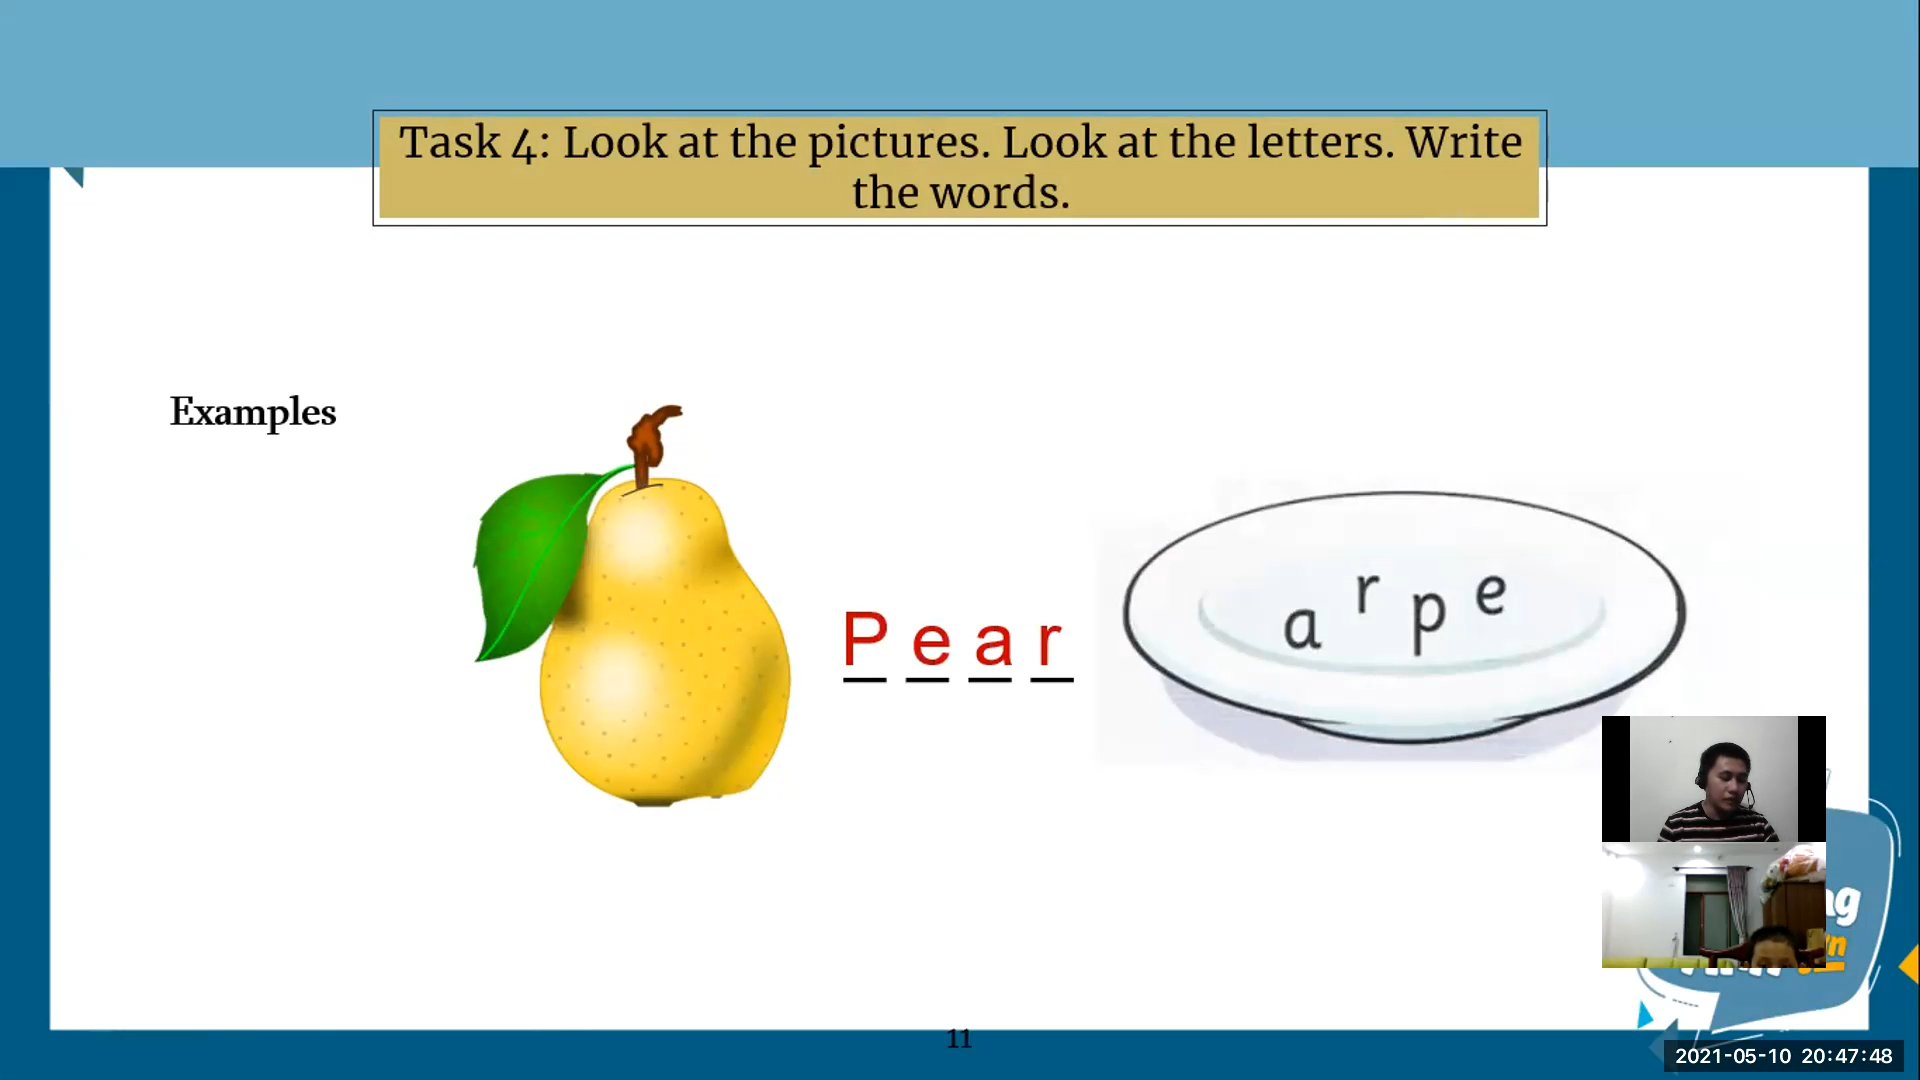 Task 4: Look at the pictures. Look at the letters. Write
the words.
Examples
P e a r
a r p e
11
2021-05-10 20:47:48